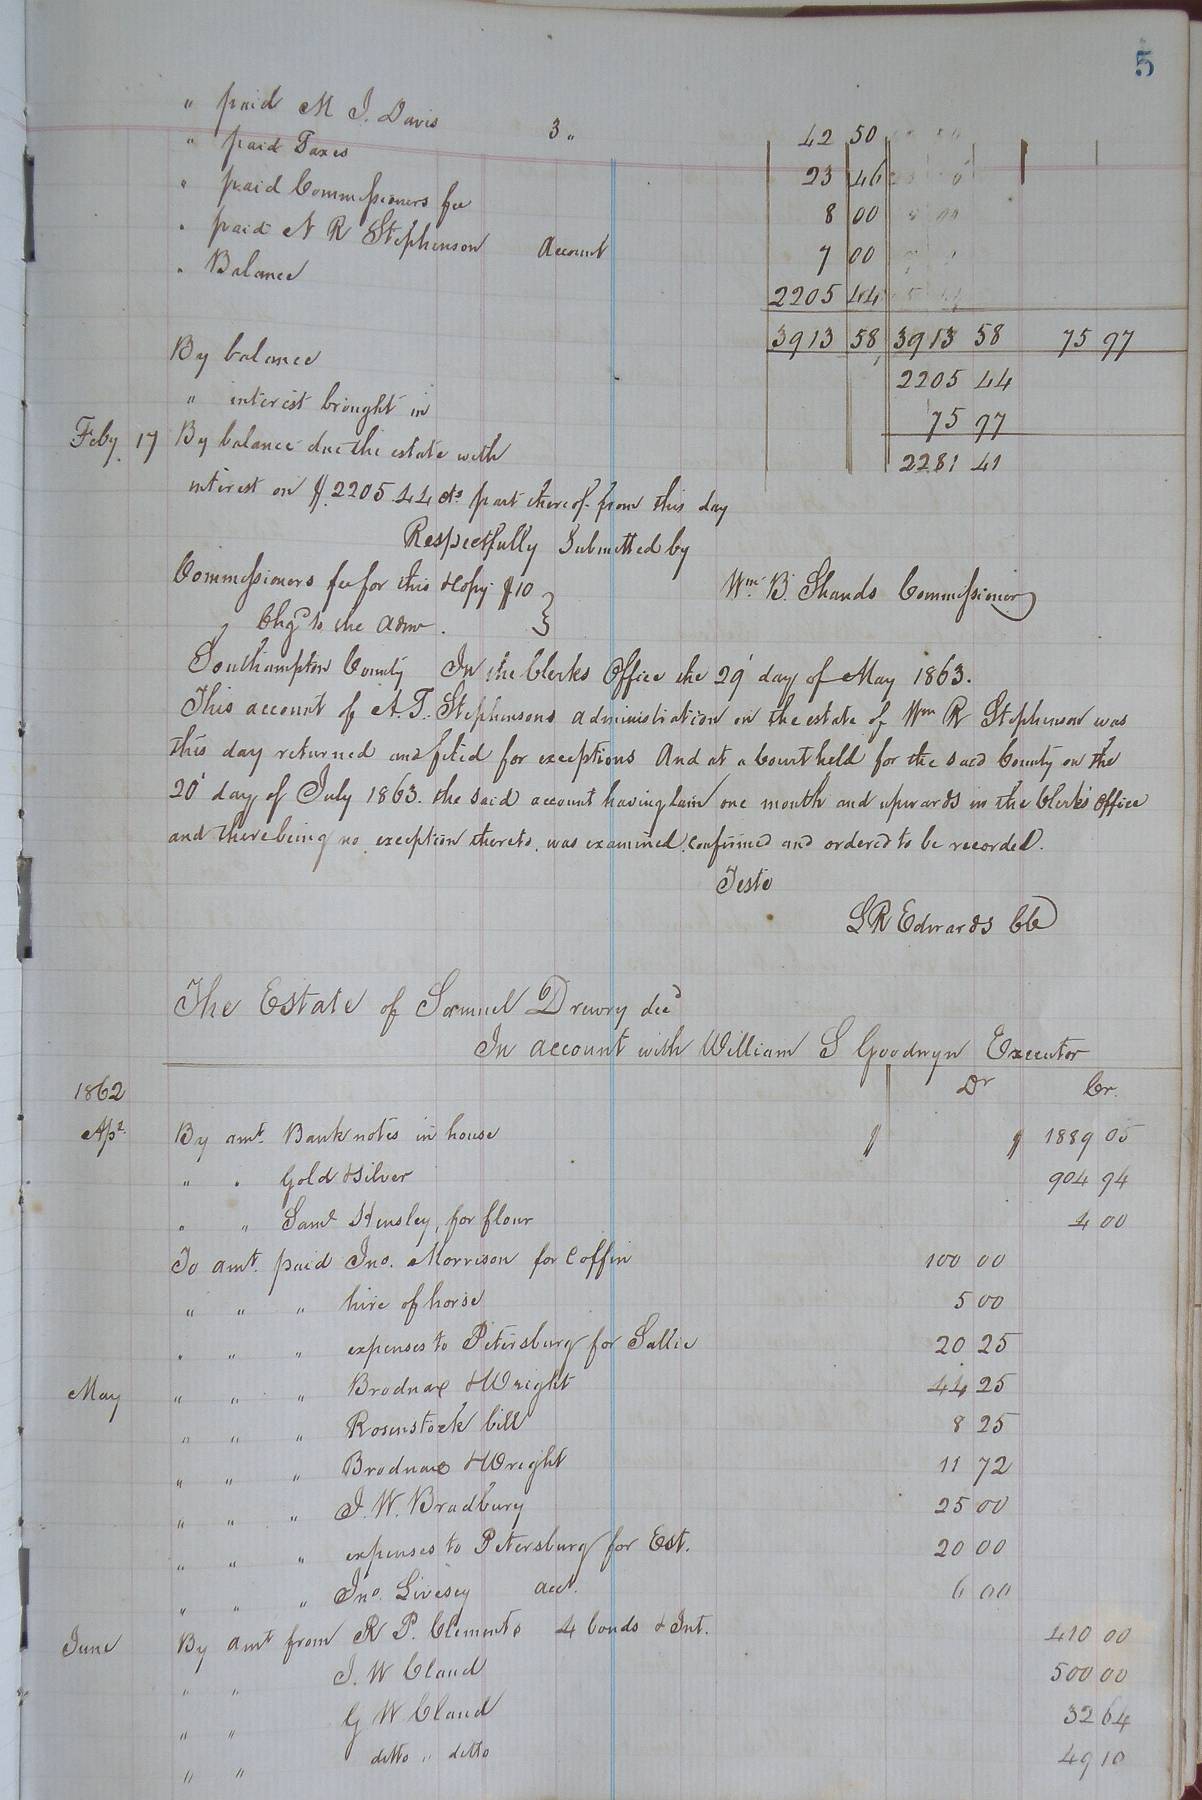 5
" paid M J. Davis 3 " 42 50
" paid Taxes 23 46
" paid Commissioners fee 8 00
" paid A R Stephenson Account 7 00
" Balance 2205 44
3913 58 3913 58 75 97
By balance 2205 44
" interest brought in 75 97
Feby 17 By balance due the estate with 2281 41
interest on $2205.44 cts part thereof from this day
Respectfully Submitted by
Commissioners fee for this & Copy $10 Wm. B. Shands Commissioner
Chgd to the Admr.
Southampton County In the Clerks Office the 29' day of May 1863.
This account of A. T. Stephensons administration on the estate of Wm R Stephenson was
this day returned and filed for exceptions And at a Court held for the said County on the
20' day of July 1863. the said account having lain one month and upwards in the Clerks Office
and there being no exception thereto. was examined, confirmed and ordered to be recorded.
Teste
L R Edwards CC
The Estate of Samuel Drewry decd
In account with William S Goodwyn Executor
1862 Dr Cr.
Apl. By amt. Bank notes in house $ $ 1889 05
" " Gold & Silver 904 94
" " Saml Hensley, for flour 4 00
To amt. paid Jno. Morrison for Coffin 100 00
" " " hire of horse 5 00
" " " expenses to Petersburg for Sallie 20 25
May " " " Brodnax & Wright 44 25
" " " Rosenstock bill 8 25
" " " Brodnax & Wright 11 72
" " " J. W. Bradbury 25 00
" " " expenses to Petersburg for Est. 20 00
" " " Jno. Livesey acct. 6 00
June By amt from R P. Clements 4 bonds & Int. 410 00
" " J. W Claud 500 00
" " G W Claud 32 64
" " ditto " ditto 49 10